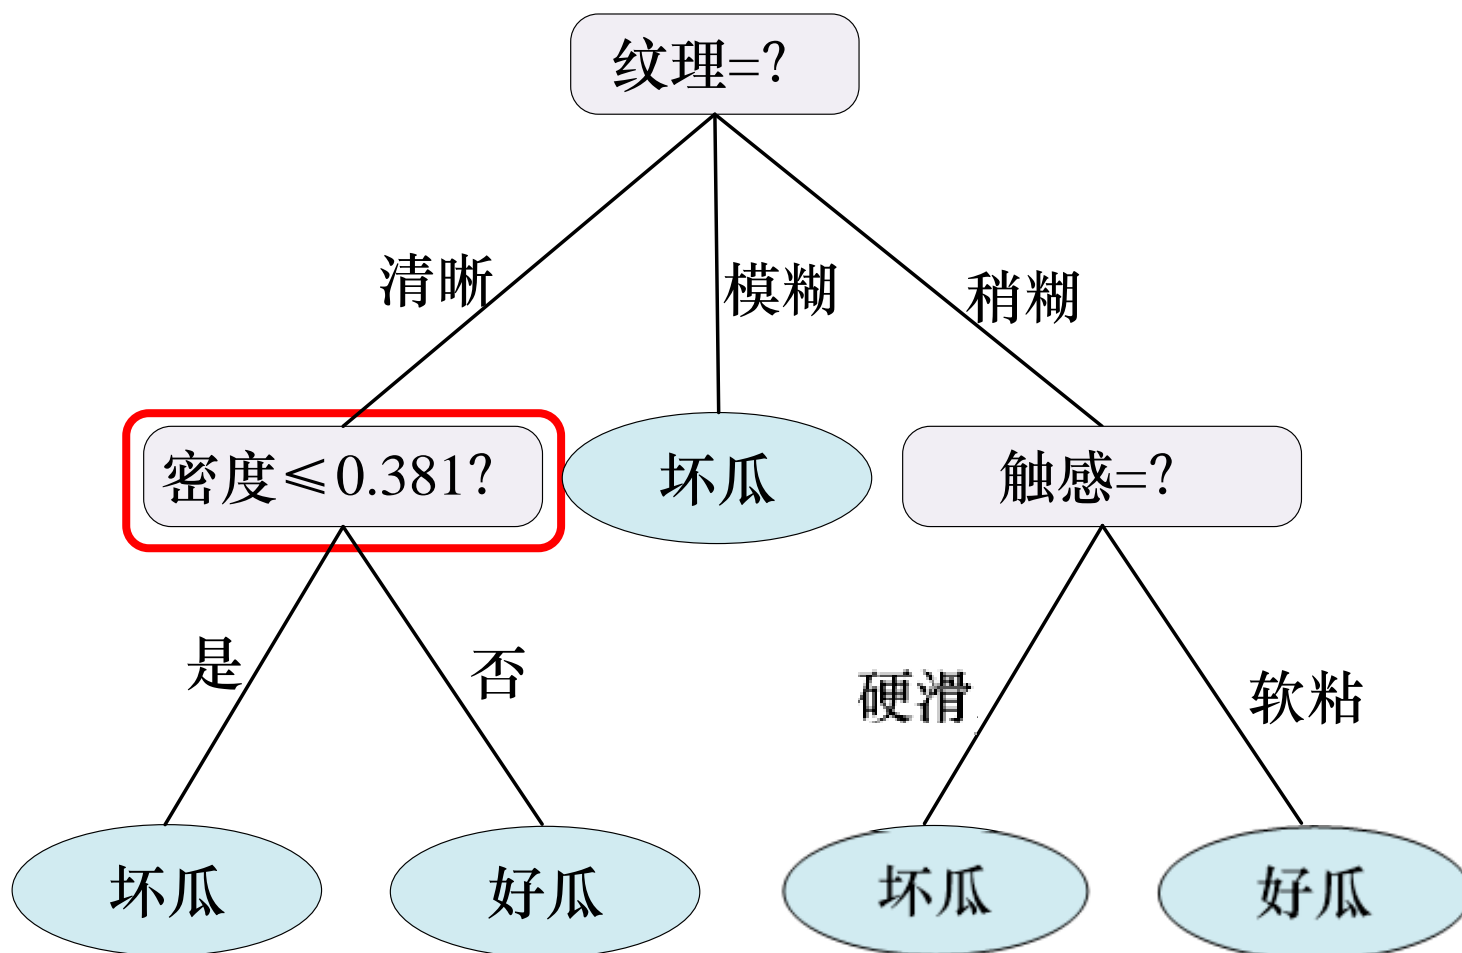 纹理=?
清晰
模糊
稍糊
密度≤0.381?
坏瓜
触感=?
是
否
硬滑
软粘
坏瓜
好瓜
坏瓜
好瓜